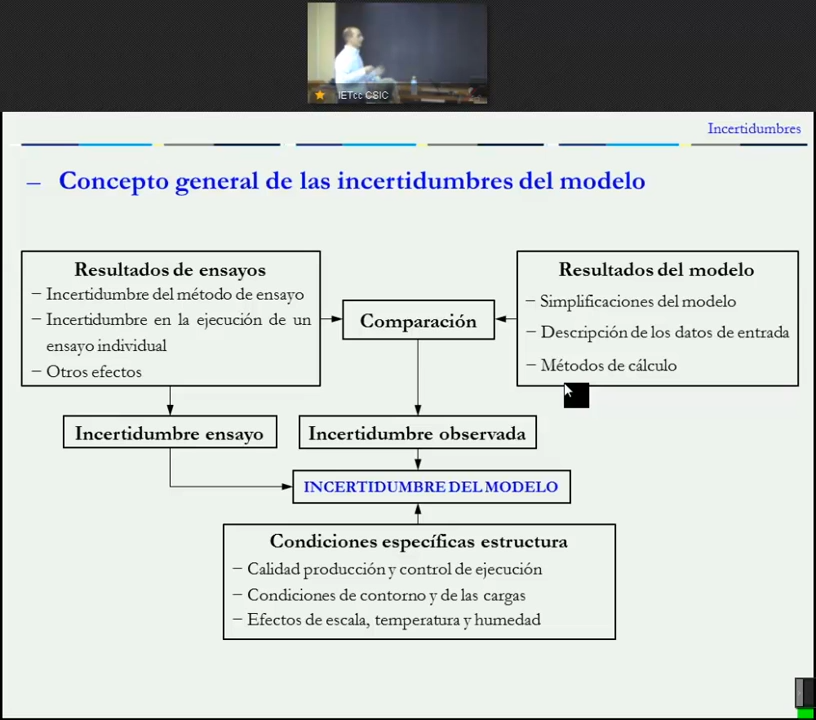 IETcc CSIC
Incertidumbres
– Concepto general de las incertidumbres del modelo
Resultados de ensayos
– Incertidumbre del método de ensayo
– Incertidumbre en la ejecución de un
ensayo individual
– Otros efectos
Comparación
Resultados del modelo
– Simplificaciones del modelo
– Descripción de los datos de entrada
– Métodos de cálculo
Incertidumbre ensayo
Incertidumbre observada
INCERTIDUMBRE DEL MODELO
Condiciones específicas estructura
– Calidad producción y control de ejecución
– Condiciones de contorno y de las cargas
– Efectos de escala, temperatura y humedad